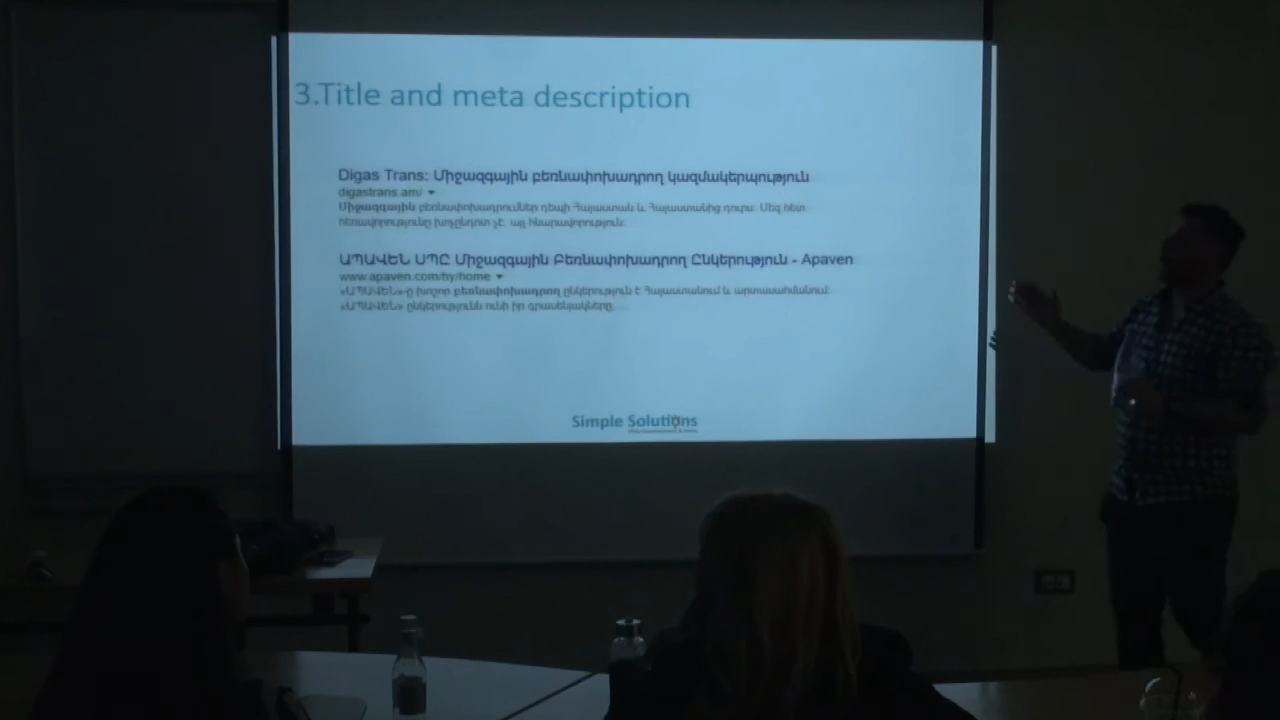 3.Title and meta description
Digas Trans: Միջազգային բեռնափոխադրող կազմակերպություն
digastrans.am/
Միջազգային բեռնափոխադրումներ դեպի Հայաստան և Հայաստանից դուրս: Մեզ հետ
հեռավորությունը խոչընդոտ չէ, այլ հնարավորություն:
ԱՊԱՎԵՆ ՍՊԸ Միջազգային Բեռնափոխադրող Ընկերություն - Apaven
www.apaven.com/hy/home
«ԱՊԱՎԵՆ»-ը խոշոր բեռնափոխադրող ընկերություն է Հայաստանում և արտասահմանում:
«ԱՊԱՎԵՆ» ընկերությունն ունի իր գրասենյակները
Simple Solutions